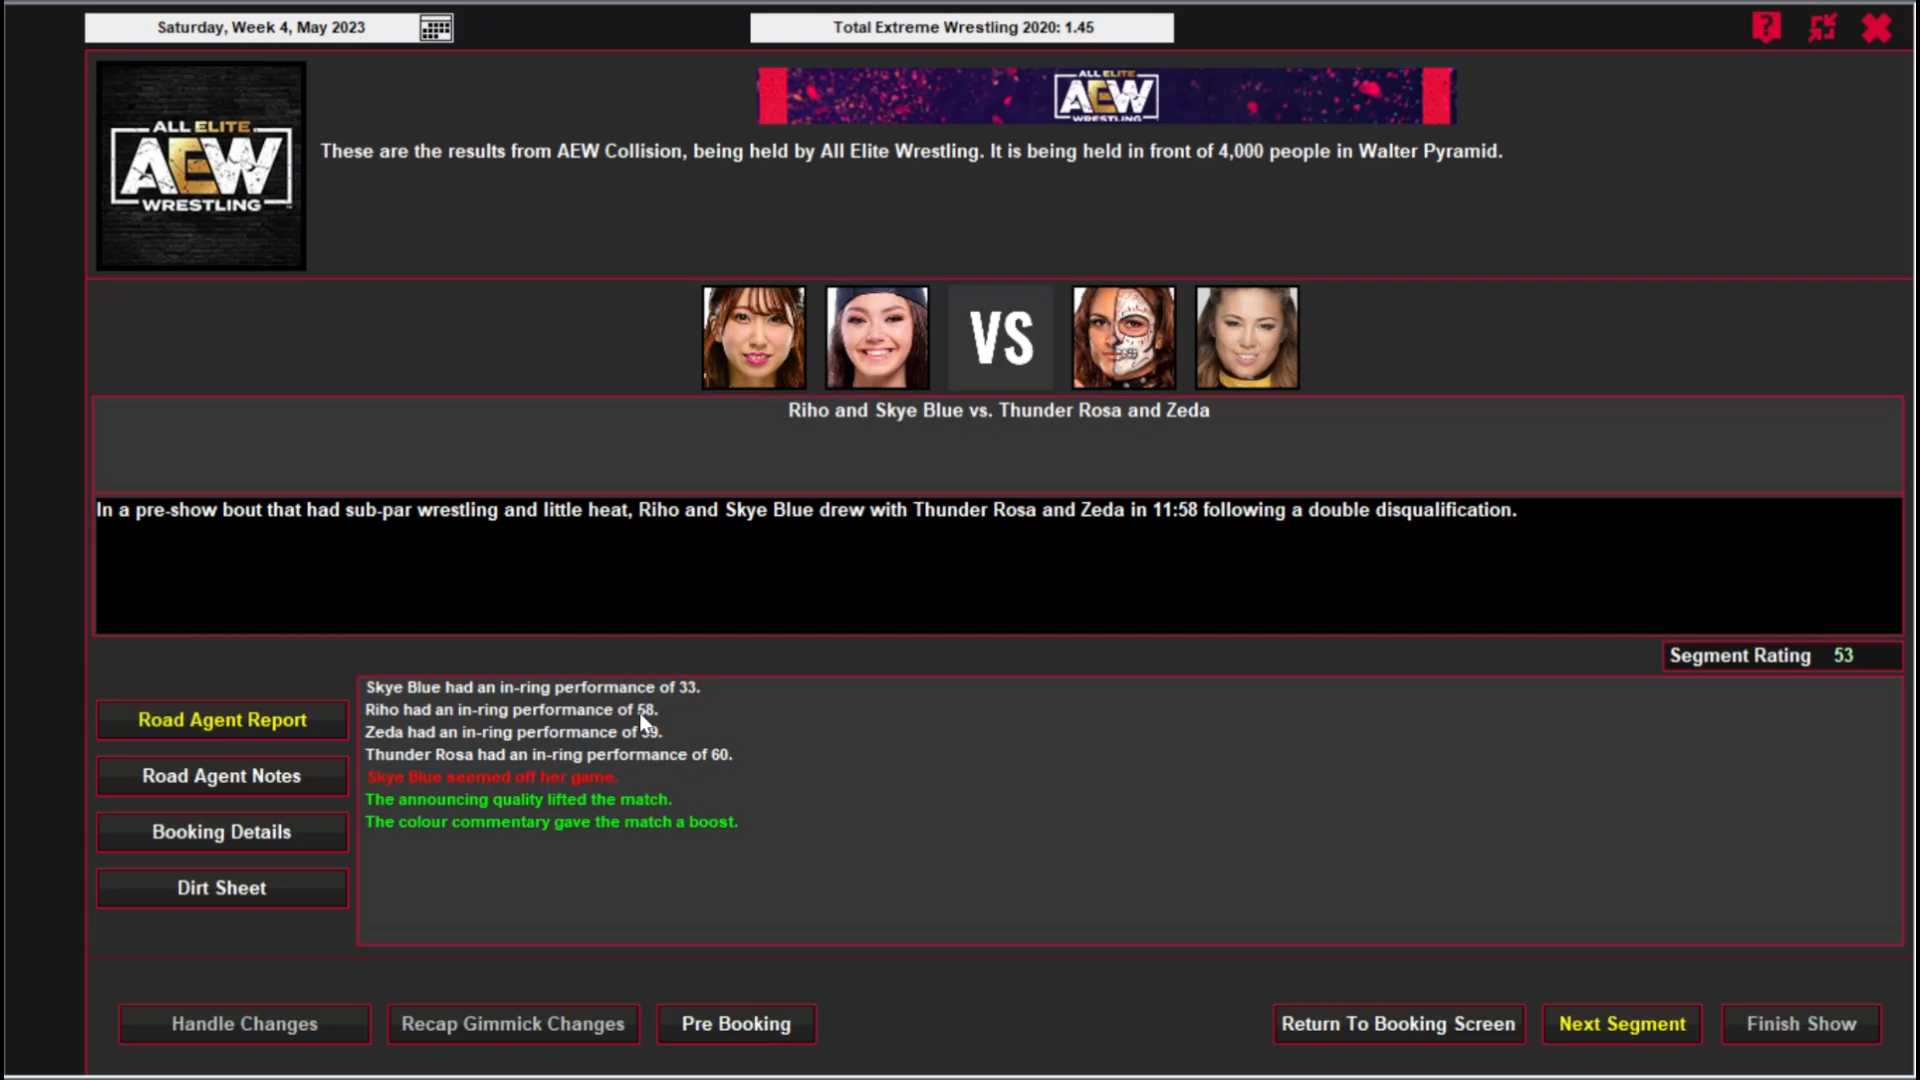 Saturday, Week 4, May 2023
Total Extreme Wrestling 2020: 1.45
?
ALL ELITE
AEW
WRESTLING
ALL ELITE
AEW
WRESTLING
These are the results from AEW Collision, being held by All Elite Wrestling. It is being held in front of 4,000 people in Walter Pyramid.
VS
Riho and Skye Blue vs. Thunder Rosa and Zeda
In a pre-show bout that had sub-par wrestling and little heat, Riho and Skye Blue drew with Thunder Rosa and Zeda in 11:58 following a double disqualification.
Segment Rating 53
Road Agent Report
Road Agent Notes
Booking Details
Dirt Sheet
Skye Blue had an in-ring performance of 33.
Riho had an in-ring performance of 58.
Zeda had an in-ring performance of
Thunder Rosa had an in-ring performance of 60.
Skye Blue seemed off her game.
The announcing quality lifted the match.
The colour commentary gave the match a boost.
Handle Changes
Recap Gimmick Changes
Pre Booking
Return To Booking Screen
Next Segment
Finish Show